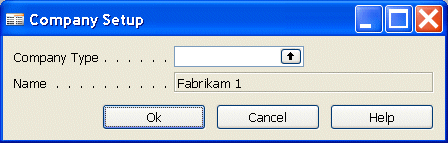 Company Setup
Company Type . . . . . .
Name . . . . . . . . . . Fabrikam 1
Ok Cancel Help